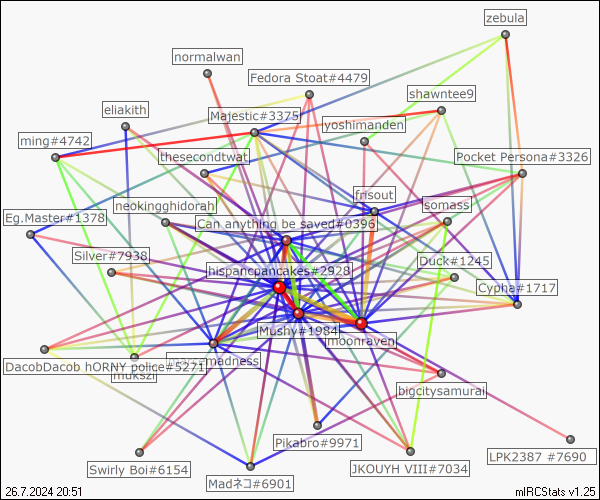 zebula
normalwan
Fedora Stoat#4479
shawntee9
eliakith
Majestic#3375
yoshimanden
ming#4742
thesecondtwat
Pocket Persona#3326
frisout
neokingghidorah
somass
Eg.Master#1378
Can anything be saved#0396
Silver#7938
Duck#1245
hispanicpancakes#2928
Cypha#1717
Mushy#1984
moonraven
madness
DacobDacob hORNY police#5271
mukszi
bigcitysamurai
Pikabro#9971
LPK2387 #7690
Swirly Boi#6154
JKOUYH VIII#7034
Madネコ#6901
26.7.2024 20:51
mIRCStats v1.25